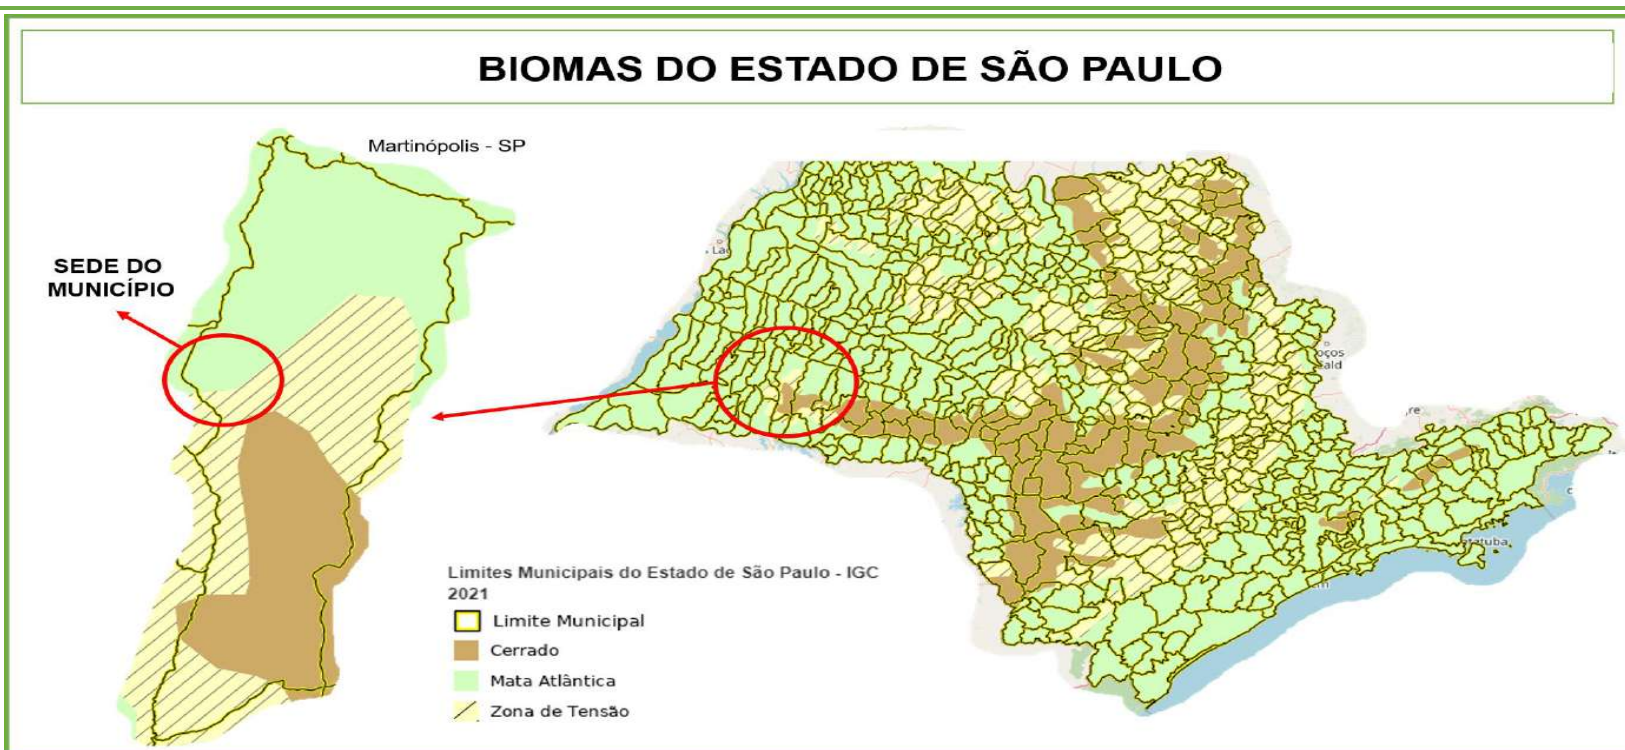 BIOMAS DO ESTADO DE SÃO PAULO
Martinópolis - SP
SEDE DO
MUNICÍPIO
Limites Municipais do Estado de São Paulo - IGC
2021
Limite Municipal
Cerrado
Mata Atlântica
Zona de Tensão